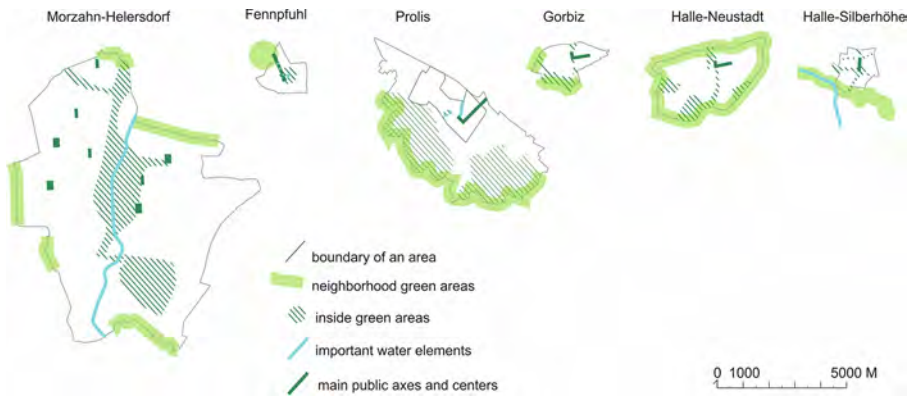 Morzahn-Helersdorf Fennpfuhl Prolis Gorbiz Halle-Neustadt Halle-Silberhöhe
boundary of an area
neighborhood green areas
inside green areas
important water elements
main public axes and centers
0 1000 5000 M